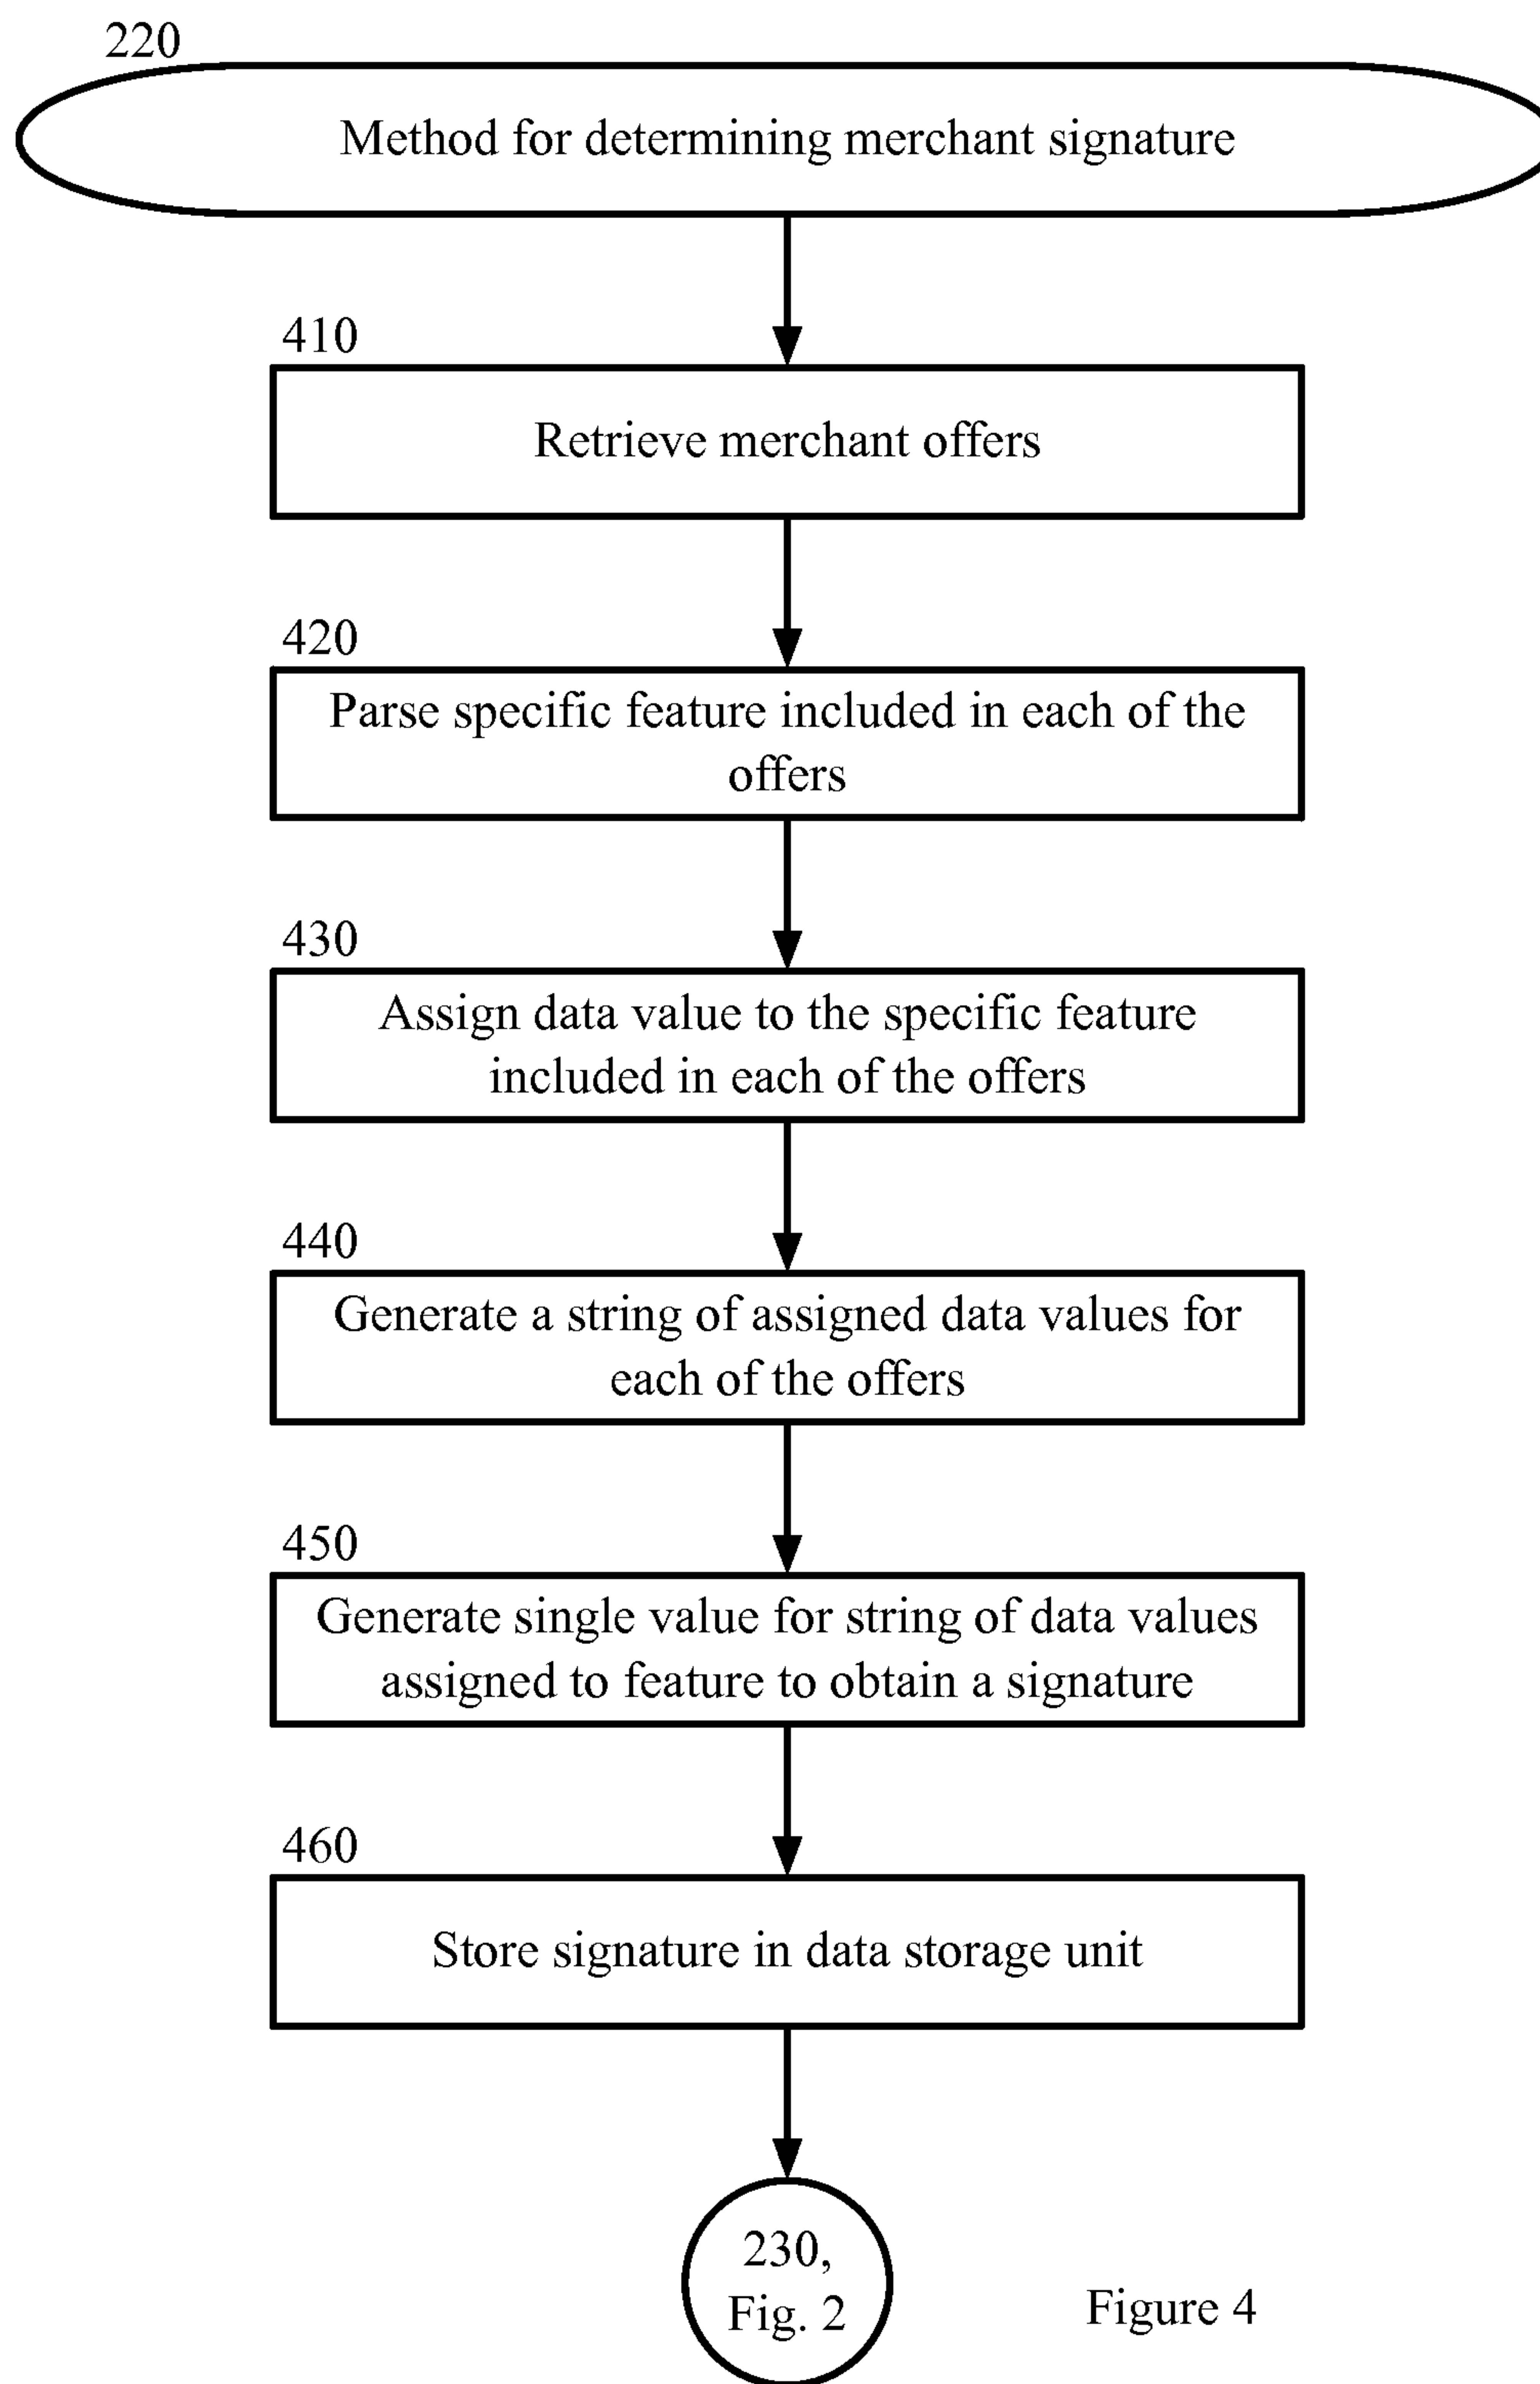 220
Method for determining merchant signature
410
Retrieve merchant offers
420
Parse specific feature included in each of the
offers
430
Assign data value to the specific feature
included in each of the offers
440
Generate a string of assigned data values for
each of the offers
450
Generate single value for string of data values
assigned to feature to obtain a signature
460
Store signature in data storage unit
230,
Fig. 2
Figure 4